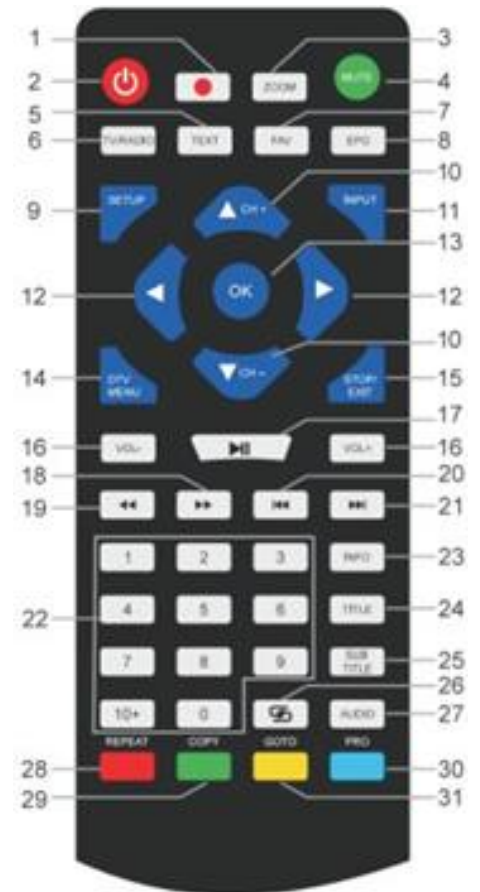 1
3
2
ZOOM
MUTE
4
5
7
6
TV/RADIO
TEXT
FAV
EPG
8
9
SETUP
CH +
10
INPUT
11
13
OK
12
12
10
14
DTV
MENU
CH -
STOP/
EXIT
15
17
16
VOL-
VOL+
16
18
20
19
21
1
2
3
INFO
23
22
4
5
6
TITLE
24
7
8
9
SUB
TITLE
25
26
10+
0
AUDIO
27
REPEAT
COPY
GOTO
PRO
28
30
29
31